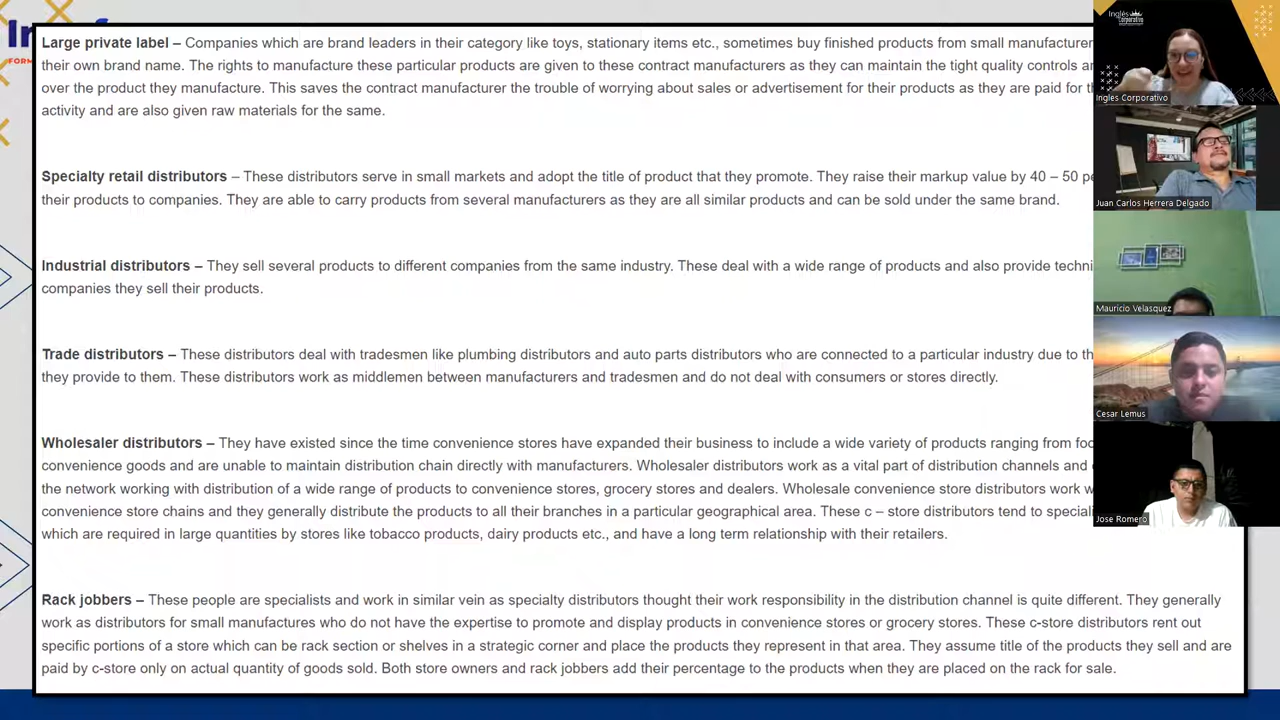 Large private label – Companies which are brand leaders in their category like toys, stationary items etc., sometimes buy finished products from small manufacturer
their own brand name. The rights to manufacture these particular products are given to these contract manufacturers as they can maintain the tight quality controls
over the product they manufacture. This saves the contract manufacturer the trouble of worrying about sales or advertisement for their products as they are paid for
activity and are also given raw materials for the same.
Specialty retail distributors – These distributors serve in small markets and adopt the title of product that they promote. They raise their markup value by 40 – 50
their products to companies. They are able to carry products from several manufacturers as they are all similar products and can be sold under the same brand.
Industrial distributors – They sell several products to different companies from the same industry. These deal with a wide range of products and also provide
companies they sell their products.
Trade distributors – These distributors deal with tradesmen like plumbing distributors and auto parts distributors who are connected to a particular industry due to
they provide to them. These distributors work as middlemen between manufacturers and tradesmen and do not deal with consumers or stores directly.
Wholesaler distributors – They have existed since the time convenience stores have expanded their business to include a wide variety of products ranging from
convenience goods and are unable to maintain distribution chain directly with manufacturers. Wholesaler distributors work as a vital part of distribution channels and
the network working with distribution of a wide range of products to convenience stores, grocery stores and dealers. Wholesale convenience store distributors work
convenience store chains and they generally distribute the products to all their branches in a particular geographical area. These c – store distributors tend to
which are required in large quantities by stores like tobacco products, dairy products etc., and have a long term relationship with their retailers.
Rack jobbers – These people are specialists and work in similar vein as specialty distributors thought their work responsibility in the distribution channel is quite different. They generally
work as distributors for small manufactures who do not have the expertise to promote and display products in convenience stores or grocery stores. These c-store distributors rent out
specific portions of a store which can be rack section or shelves in a strategic corner and place the products they represent in that area. They assume title of the products they sell and are
paid by c-store only on actual quantity of goods sold. Both store owners and rack jobbers add their percentage to the products when they are placed on the rack for sale.
Inglés
Corporativo
Ingles Corporativo
Juan Carlos Herrera Delgado
Mauricio Velasquez
Cesar Lemus
Jose Romero